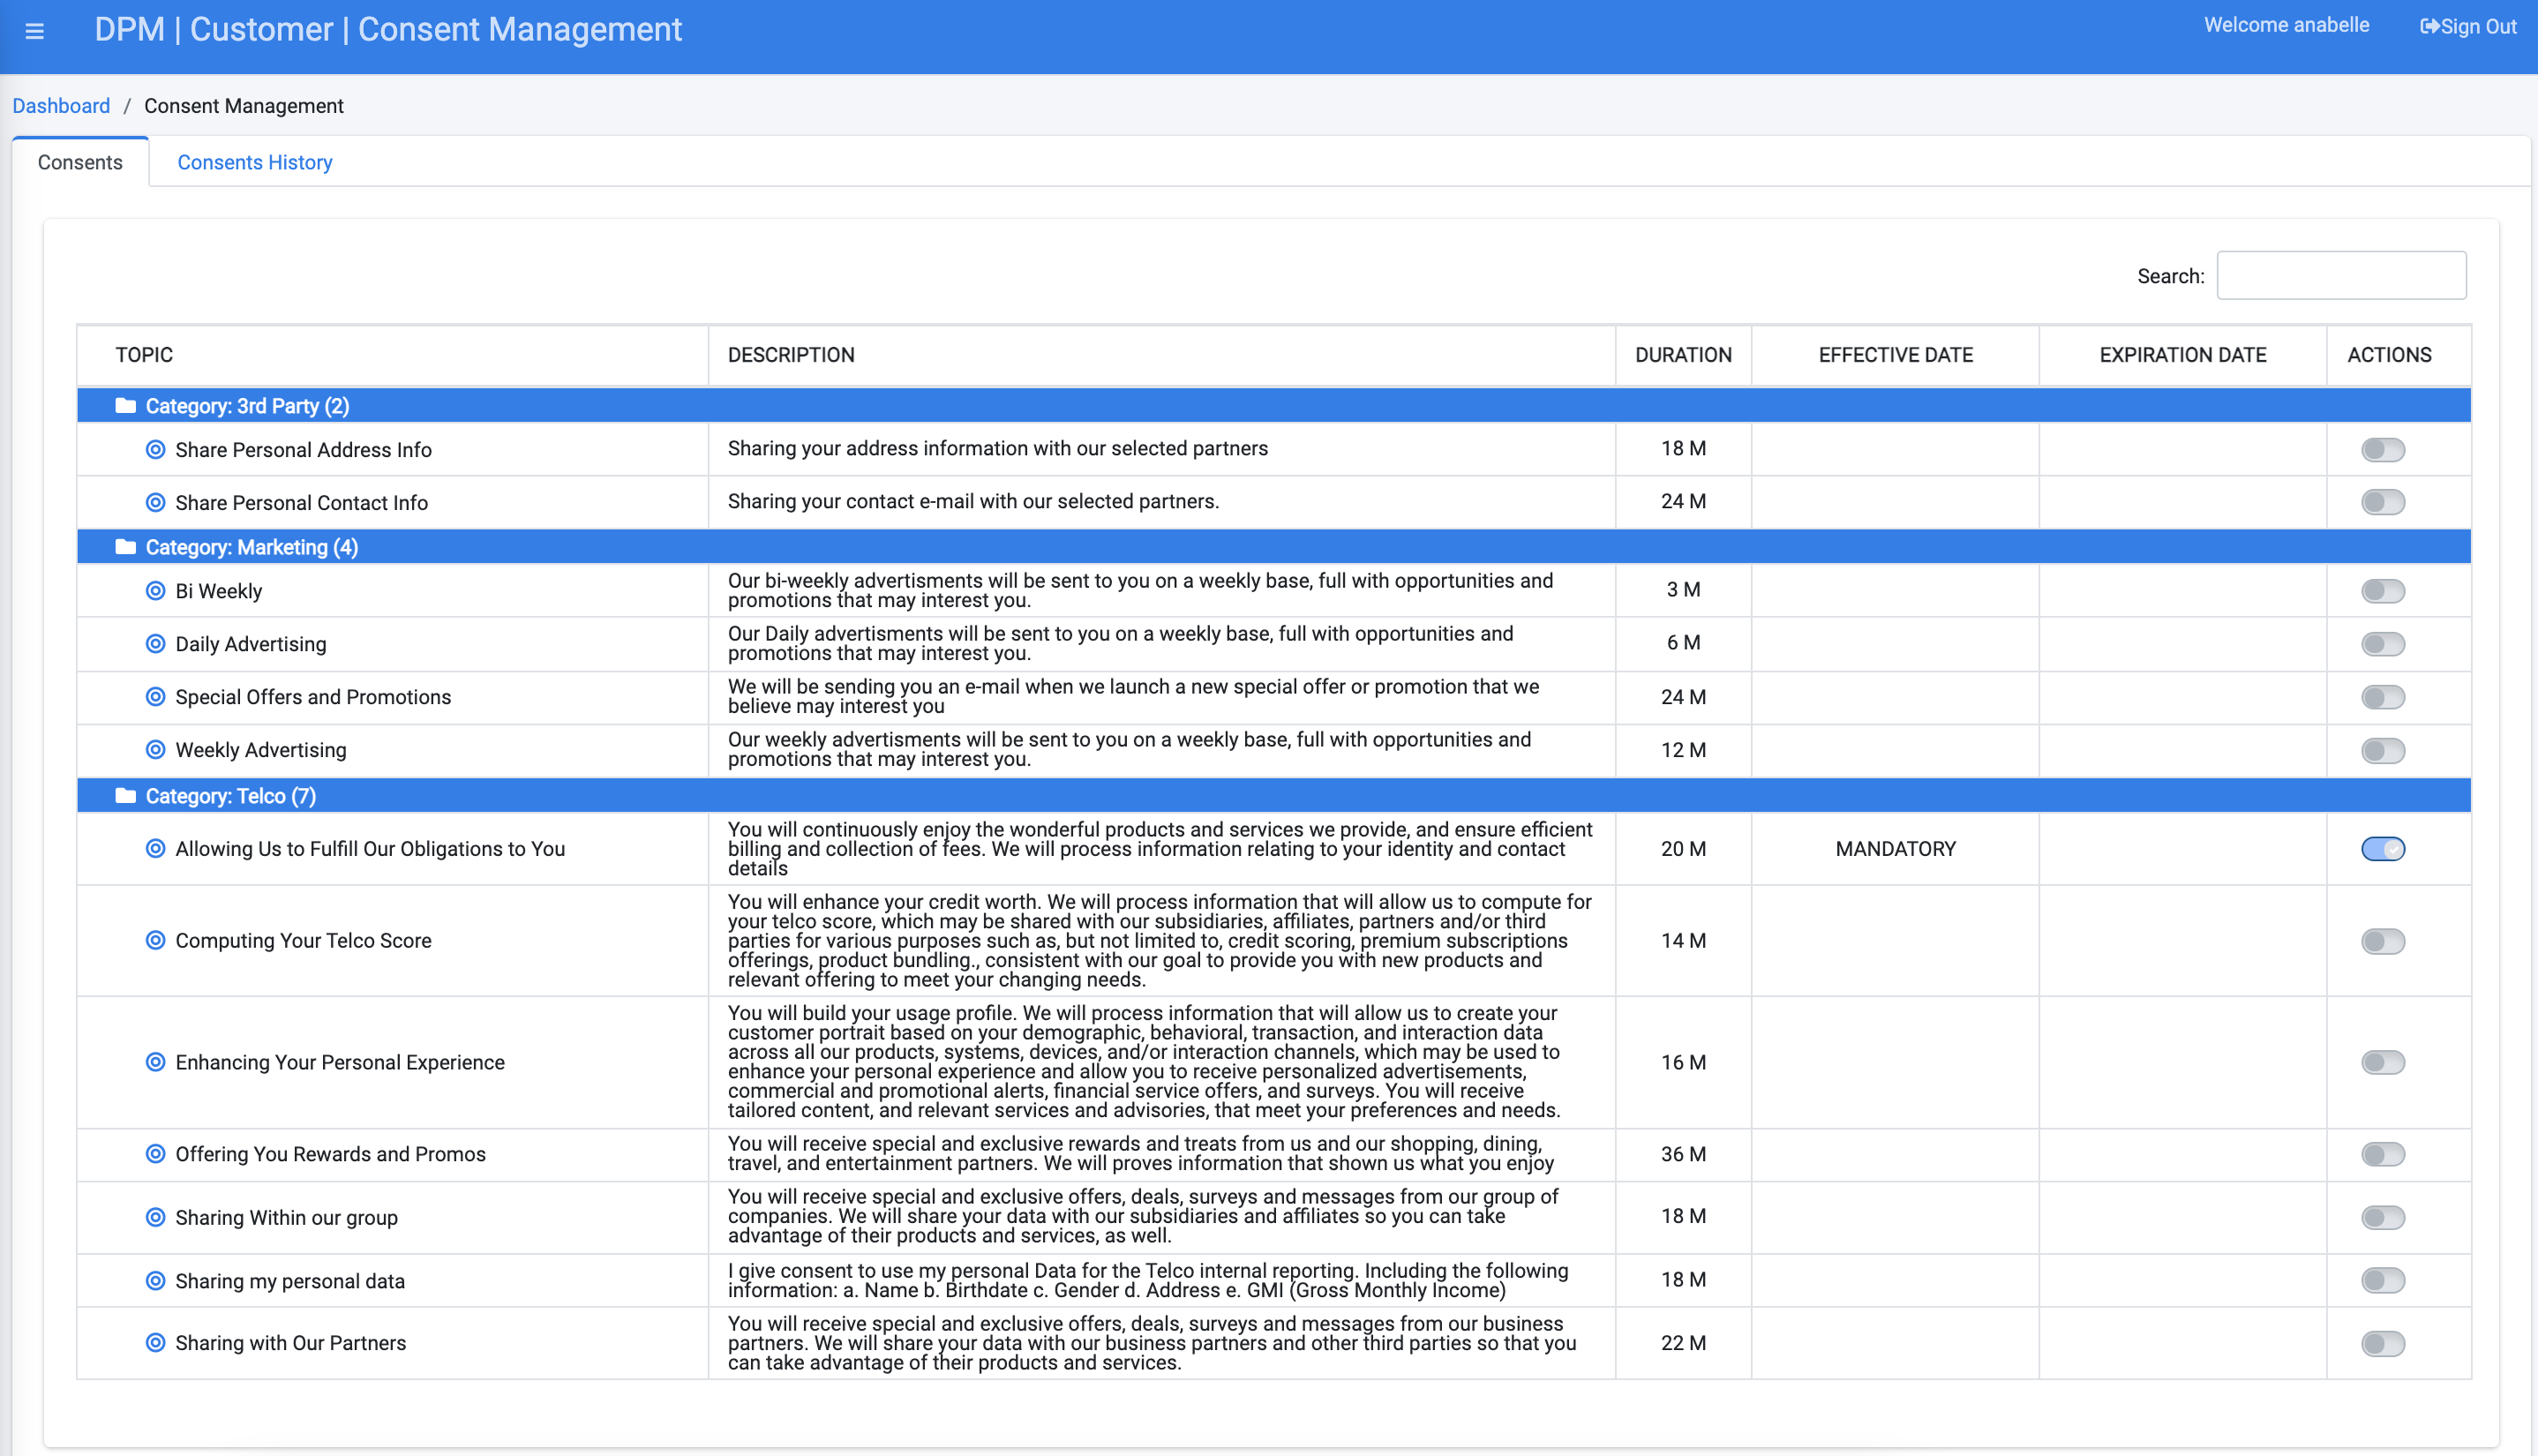 DPM | Customer | Consent Management
Welcome anabelle
Sign Out
Dashboard / Consent Management
Consents
Consents History
Search:
TOPIC DESCRIPTION DURATION EFFECTIVE DATE EXPIRATION DATE ACTIONS
Category: 3rd Party (2)
Share Personal Address Info
Sharing your address information with our selected partners
18 M
Share Personal Contact Info
Sharing your contact e-mail with our selected partners.
24 M
Category: Marketing (4)
Bi Weekly
Our bi-weekly advertisments will be sent to you on a weekly base, full with opportunities and
promotions that may interest you.
3 M
Daily Advertising
Our Daily advertisments will be sent to you on a weekly base, full with opportunities and
promotions that may interest you.
6 M
Special Offers and Promotions
We will be sending you an e-mail when we launch a new special offer or promotion that we
believe may interest you
24 M
Weekly Advertising
Our weekly advertisments will be sent to you on a weekly base, full with opportunities and
promotions that may interest you.
12 M
Category: Telco (7)
Allowing Us to Fulfill Our Obligations to You
You will continuously enjoy the wonderful products and services we provide, and ensure efficient
billing and collection of fees. We will process information relating to your identity and contact
details
20 M
MANDATORY
Computing Your Telco Score
You will enhance your credit worth. We will process information that will allow us to compute for
your telco score, which may be shared with our subsidiaries, affiliates, partners and/or third
parties for various purposes such as, but not limited to, credit scoring, premium subscriptions
offerings, product bundling., consistent with our goal to provide you with new products and
relevant offering to meet your changing needs.
14 M
Enhancing Your Personal Experience
You will build your usage profile. We will process information that will allow us to create your
customer portrait based on your demographic, behavioral, transaction, and interaction data
across all our products, systems, devices, and/or interaction channels, which may be used to
enhance your personal experience and allow you to receive personalized advertisements,
commercial and promotional alerts, financial service offers, and surveys. You will receive
tailored content, and relevant services and advisories, that meet your preferences and needs.
16 M
Offering You Rewards and Promos
You will receive special and exclusive rewards and treats from us and our shopping, dining,
travel, and entertainment partners. We will proves information that shown us what you enjoy
36 M
Sharing Within our group
You will receive special and exclusive offers, deals, surveys and messages from our group of
companies. We will share your data with our subsidiaries and affiliates so you can take
advantage of their products and services, as well.
18 M
Sharing my personal data
I give consent to use my personal Data for the Telco internal reporting. Including the following
information: a. Name b. Birthdate c. Gender d. Address e. GMI (Gross Monthly Income)
18 M
Sharing with Our Partners
You will receive special and exclusive offers, deals, surveys and messages from our business
partners. We will share your data with our business partners and other third parties so that you
can take advantage of their products and services.
22 M